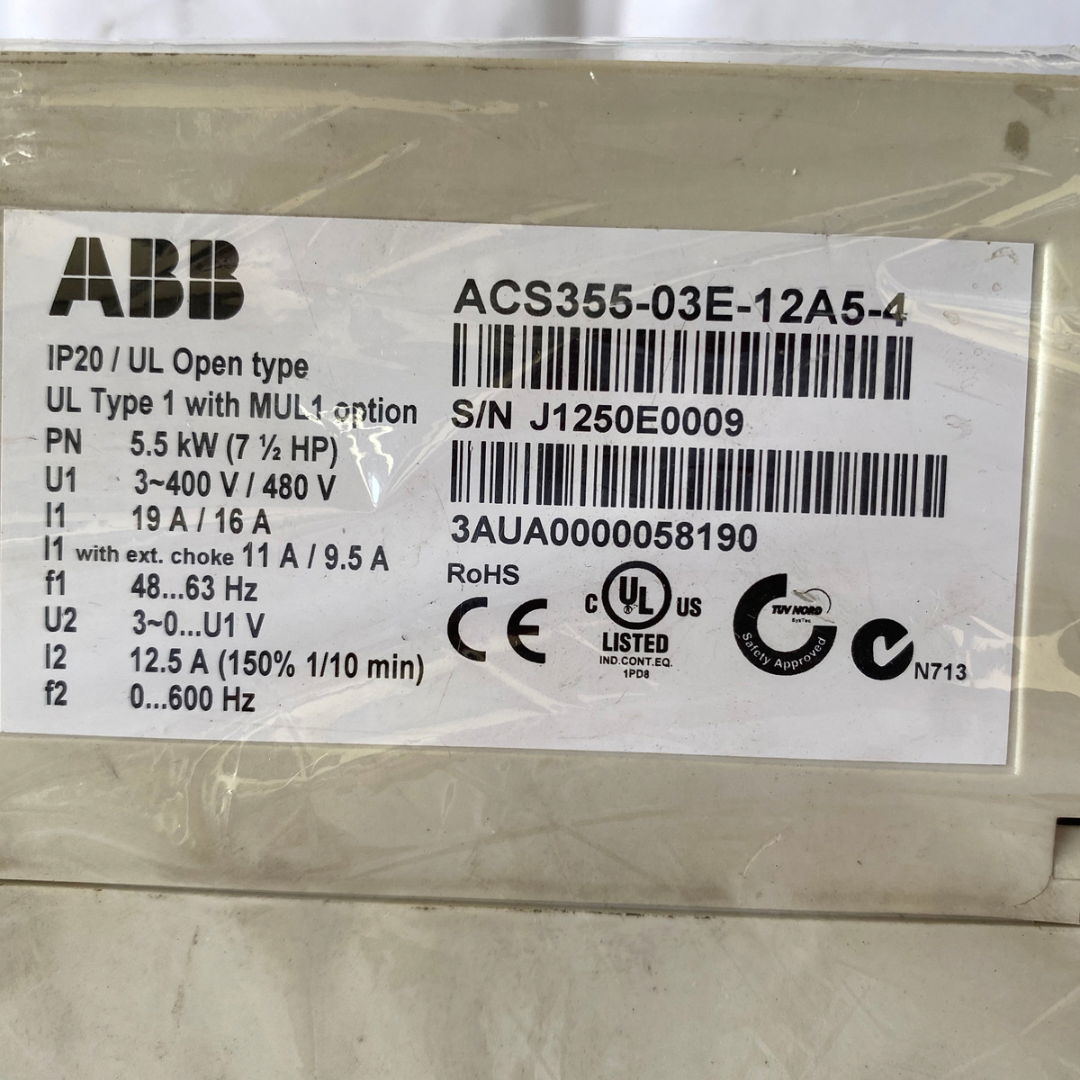 ABB
IP20 / UL Open type
UL Type 1 with MUL1 option
PN 5.5 kW (7 ½ HP)
U1 3~400 V / 480 V
I1 19 A / 16 A
I1 with ext. choke 11 A / 9.5 A
f1 48...63 Hz
U2 3~0...U1 V
I2 12.5 A (150% 1/10 min)
f2 0...600 Hz
ACS355-03E-12A5-4
S/N J1250E0009
3AUA0000058190
RoHS
CE
C UL US
LISTED
IND.CONT.EQ.
1PD8
TUV NORD
SysTec
Safety Approved
N713